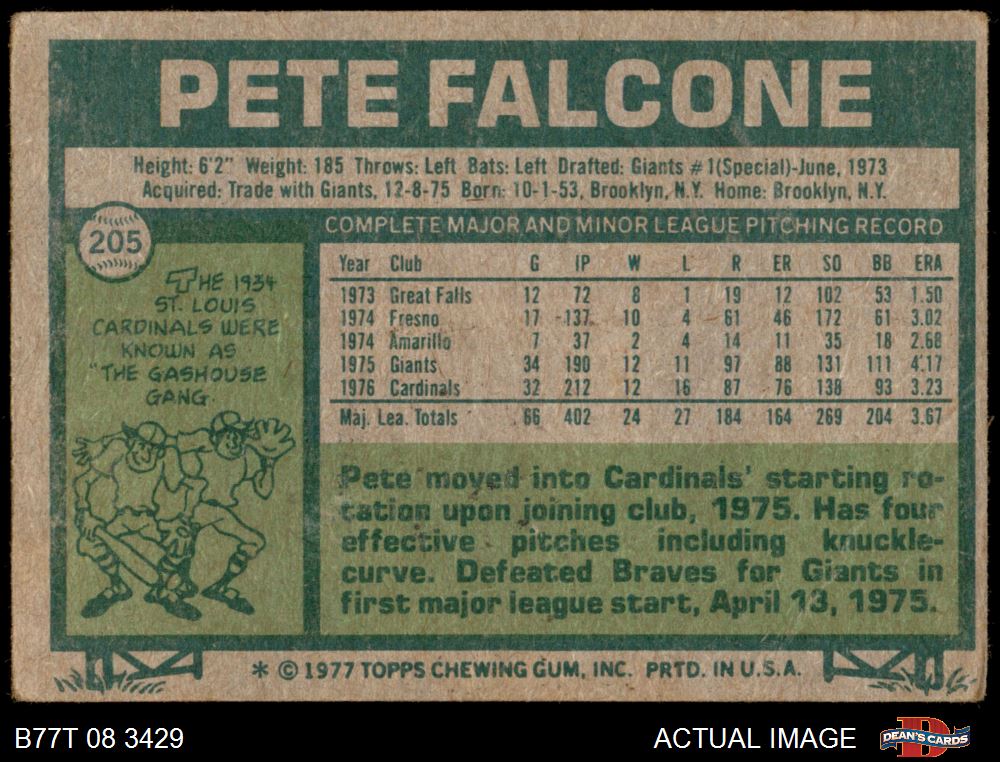 PETE FALCONE
Height: 6'2" Weight: 185 Throws: Left Bats: Left Drafted: Giants #1(Special)-June, 1973
Acquired: Trade with Giants, 12-8-75 Born: 10-1-53, Brooklyn, N.Y. Home: Brooklyn, N.Y.
205
THE 1934
ST. LOUIS
CARDINALS WERE
KNOWN AS
"THE GASHOUSE
GANG.
COMPLETE MAJOR AND MINOR LEAGUE PITCHING RECORD
Year Club G IP W L R ER SO BB ERA
1973 Great Falls 12 72 8 1 19 12 102 53 1.50
1974 Fresno 17 137 10 4 61 46 172 61 3.02
1974 Amarillo 7 37 2 4 14 11 35 18 2.68
1975 Giants 34 190 12 11 97 88 131 111 4.17
1976 Cardinals 32 212 12 16 87 76 138 93 3.23
Maj. Lea. Totals 66 402 24 27 184 164 269 204 3.67
Pete moved into Cardinals' starting ro-
tation upon joining club, 1975. Has four
effective pitches including knuckle-
curve. Defeated Braves for Giants in
first major league start, April 13, 1975.
* © 1977 TOPPS CHEWING GUM, INC. PRTD. IN U.S.A.
B77T 08 3429
ACTUAL IMAGE
D
DEAN'S CARDS